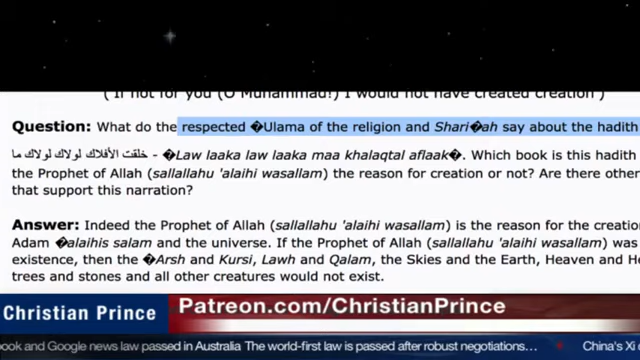 ( If not for you (O Muhammad!) I would not have created creation )
Question: What do the respected �Ulama of the religion and Shari�ah say about the hadith
خلقت الأفلاك لولاك لولاك ما - �Law laaka law laaka maa khalaqtal aflaak�. Which book is this hadith
the Prophet of Allah (sallallahu 'alaihi wasallam) the reason for creation or not? Are there other
that support this narration?
Answer: Indeed the Prophet of Allah (sallallahu 'alaihi wasallam) is the reason for the creation
Adam �alaihis salam and the universe. If the Prophet of Allah (sallallahu 'alaihi wasallam) was
existence, then the �Arsh and Kursi, Lawh and Qalam, the Skies and the Earth, Heaven and He
trees and stones and all other creatures would not exist.
Christian Prince
Patreon.com/ChristianPrince
book and Google news law passed in Australia The world-first law is passed after robust negotiations...
China's Xi